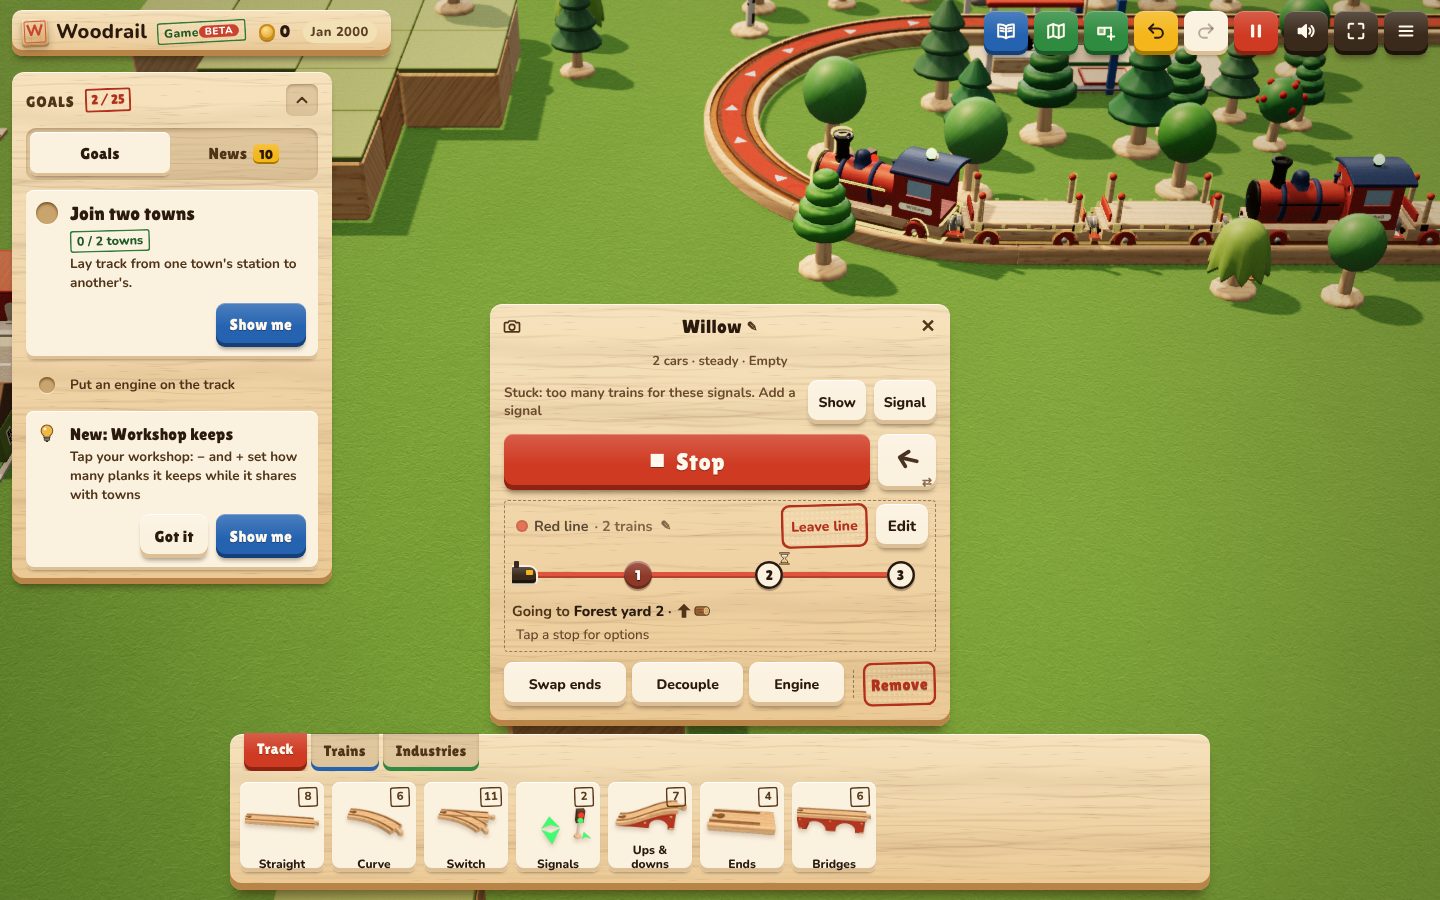 W Woodrail Game BETA 0 Jan 2000
GOALS 2 / 25
Goals News 10
Join two towns
0 / 2 towns
Lay track from one town's station to
another's.
Show me
Put an engine on the track
New: Workshop keeps
Tap your workshop: – and + set how
many planks it keeps while it shares
with towns
Got it Show me
Willow
2 cars · steady · Empty
Stuck: too many trains for these signals. Add a
signal
Show Signal
Stop
Red line · 2 trains Leave line Edit
1 2 3
Going to Forest yard 2 ·
Tap a stop for options
Swap ends Decouple Engine Remove
Track Trains Industries
8 6 11 2 7 4 6
Straight Curve Switch Signals Ups &
downs Ends Bridges